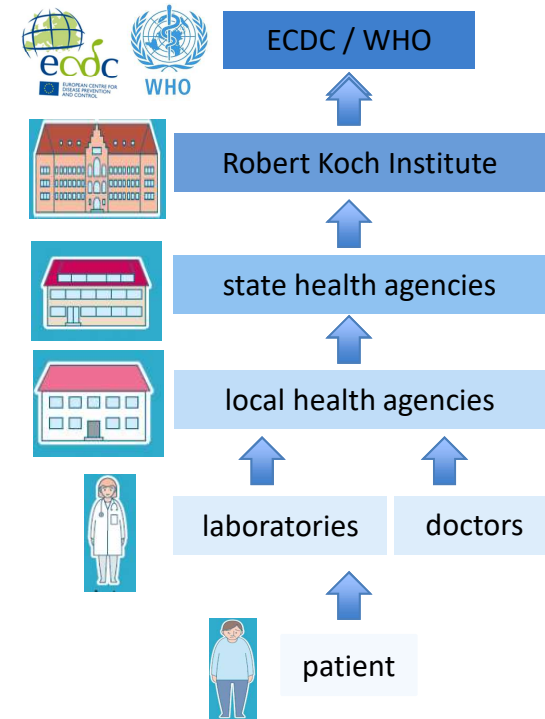 ecdc
EUROPEAN CENTRE FOR
DISEASE PREVENTION
AND CONTROL
WHO
ECDC / WHO
Robert Koch Institute
state health agencies
local health agencies
laboratories
doctors
patient